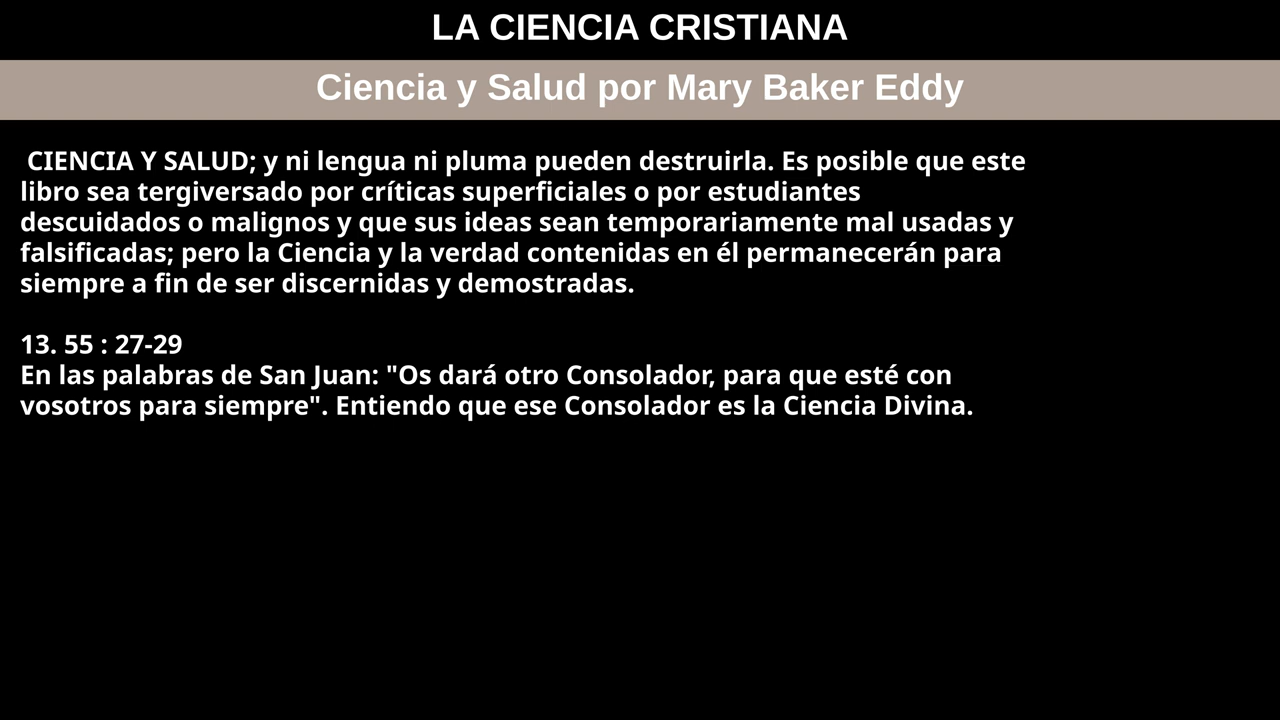 LA CIENCIA CRISTIANA
Ciencia y Salud por Mary Baker Eddy
CIENCIA Y SALUD; y ni lengua ni pluma pueden destruirla. Es posible que este
libro sea tergiversado por críticas superficiales o por estudiantes
descuidados o malignos y que sus ideas sean temporariamente mal usadas y
falsificadas; pero la Ciencia y la verdad contenidas en él permanecerán para
siempre a fin de ser discernidas y demostradas.
13. 55 : 27-29
En las palabras de San Juan: "Os dará otro Consolador, para que esté con
vosotros para siempre". Entiendo que ese Consolador es la Ciencia Divina.